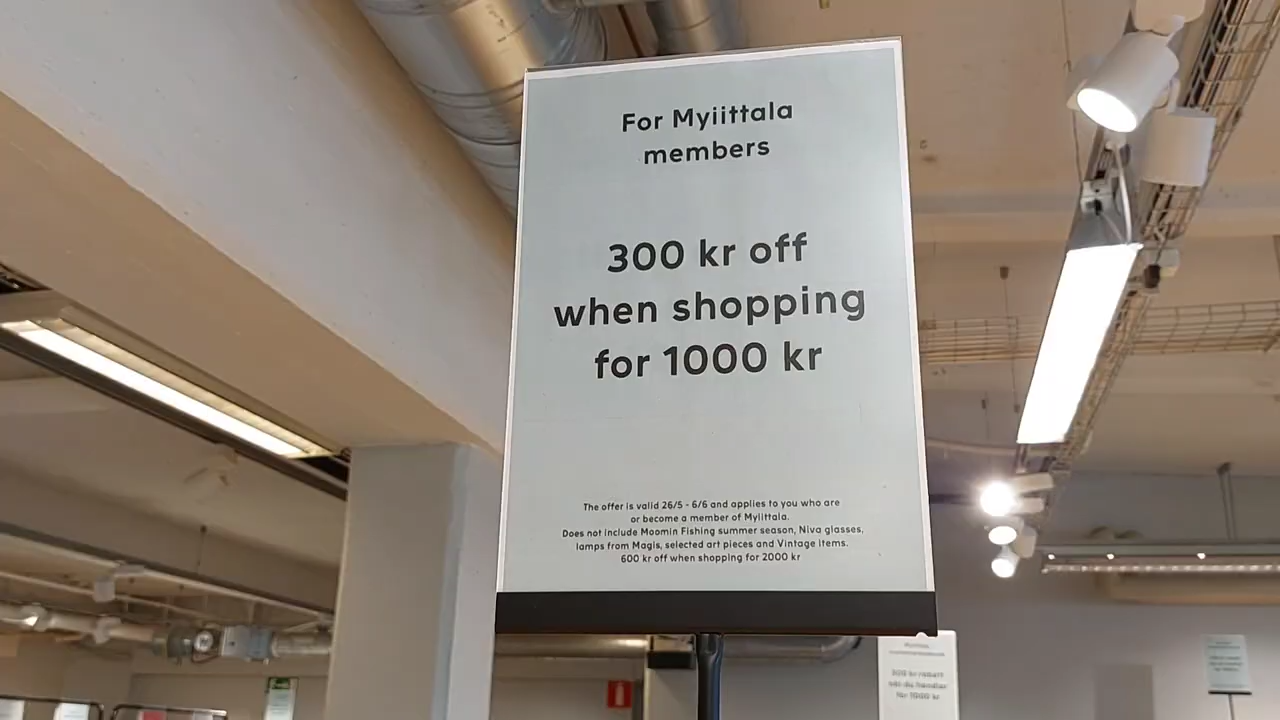 For Myiittala
members
300 kr off
when shopping
for 1000 kr
The offer is valid 26/5 - 6/6 and applies to you who are
or become a member of Myiittala.
Does not include Moomin Fishing summer season, Niva glasses,
lamps from Magis, selected art pieces and Vintage items.
600 kr off when shopping for 2000 kr
300 kr rabatt
när du handlar
för 1000 kr